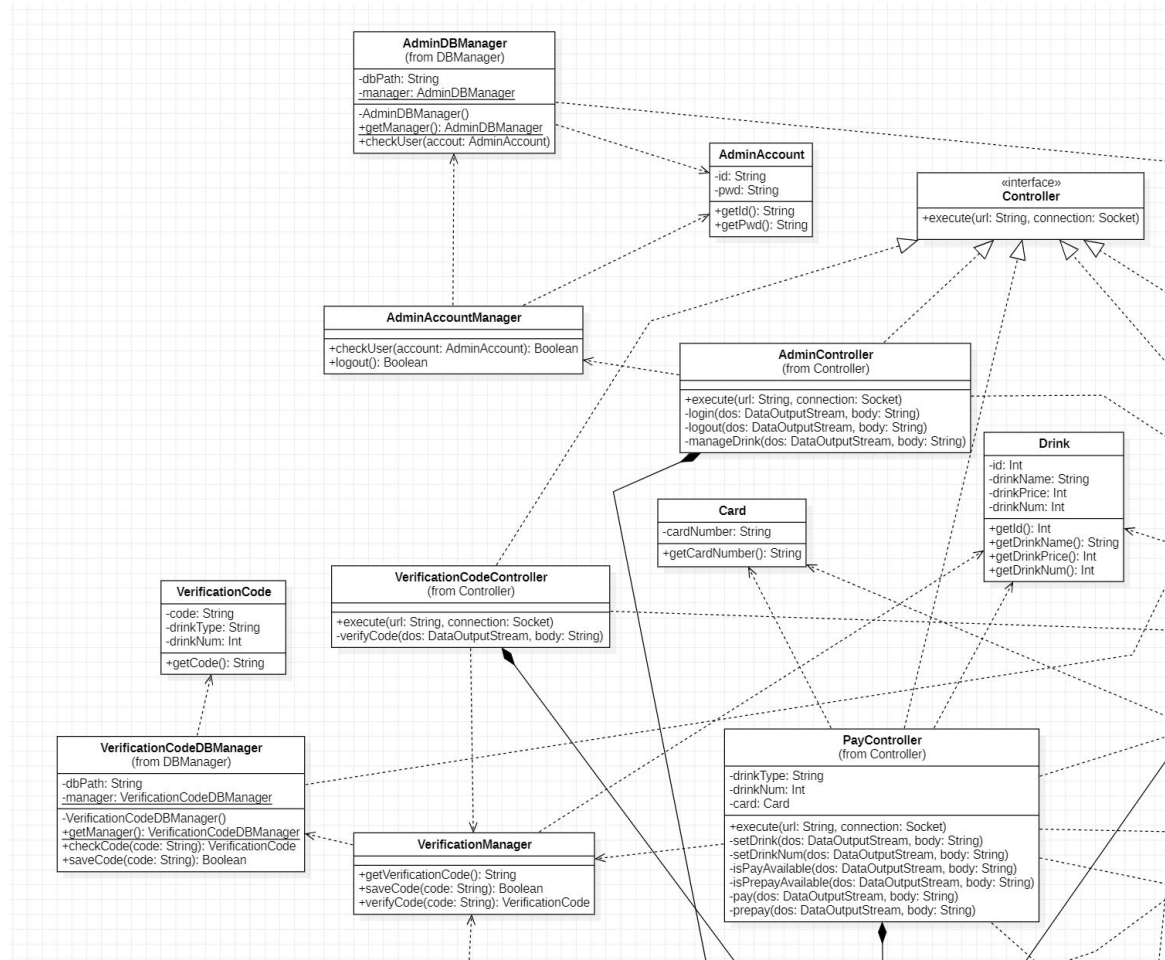 AdminDBManager
(from DBManager)
-dbPath: String
-manager: AdminDBManager
-AdminDBManager()
+getManager(): AdminDBManager
+checkUser(accout: AdminAccount)
AdminAccount
-id: String
-pwd: String
+getId(): String
+getPwd(): String
«interface»
Controller
+execute(url: String, connection: Socket)
AdminAccountManager
+checkUser(account: AdminAccount): Boolean
+logout(): Boolean
AdminController
(from Controller)
+execute(url: String, connection: Socket)
-login(dos: DataOutputStream, body: String)
-logout(dos: DataOutputStream, body: String)
-manageDrink(dos: DataOutputStream, body: String)
Drink
-id: Int
-drinkName: String
-drinkPrice: Int
-drinkNum: Int
+getId(): Int
+getDrinkName(): String
+getDrinkPrice(): Int
+getDrinkNum(): Int
Card
-cardNumber: String
+getCardNumber(): String
VerificationCodeController
(from Controller)
+execute(url: String, connection: Socket)
-verifyCode(dos: DataOutputStream, body: String)
VerificationCode
-code: String
-drinkType: String
-drinkNum: Int
+getCode(): String
VerificationCodeDBManager
(from DBManager)
-dbPath: String
-manager: VerificationCodeDBManager
-VerificationCodeDBManager()
+getManager(): VerificationCodeDBManager
+checkCode(code: String): VerificationCode
+saveCode(code: String): Boolean
VerificationManager
+getVerificationCode(): String
+saveCode(code: String): Boolean
+verifyCode(code: String): VerificationCode
PayController
(from Controller)
-drinkType: String
-drinkNum: Int
-card: Card
+execute(url: String, connection: Socket)
-setDrink(dos: DataOutputStream, body: String)
-setDrinkNum(dos: DataOutputStream, body: String)
-isPayAvailable(dos: DataOutputStream, body: String)
-isPrepayAvailable(dos: DataOutputStream, body: String)
-pay(dos: DataOutputStream, body: String)
-prepay(dos: DataOutputStream, body: String)